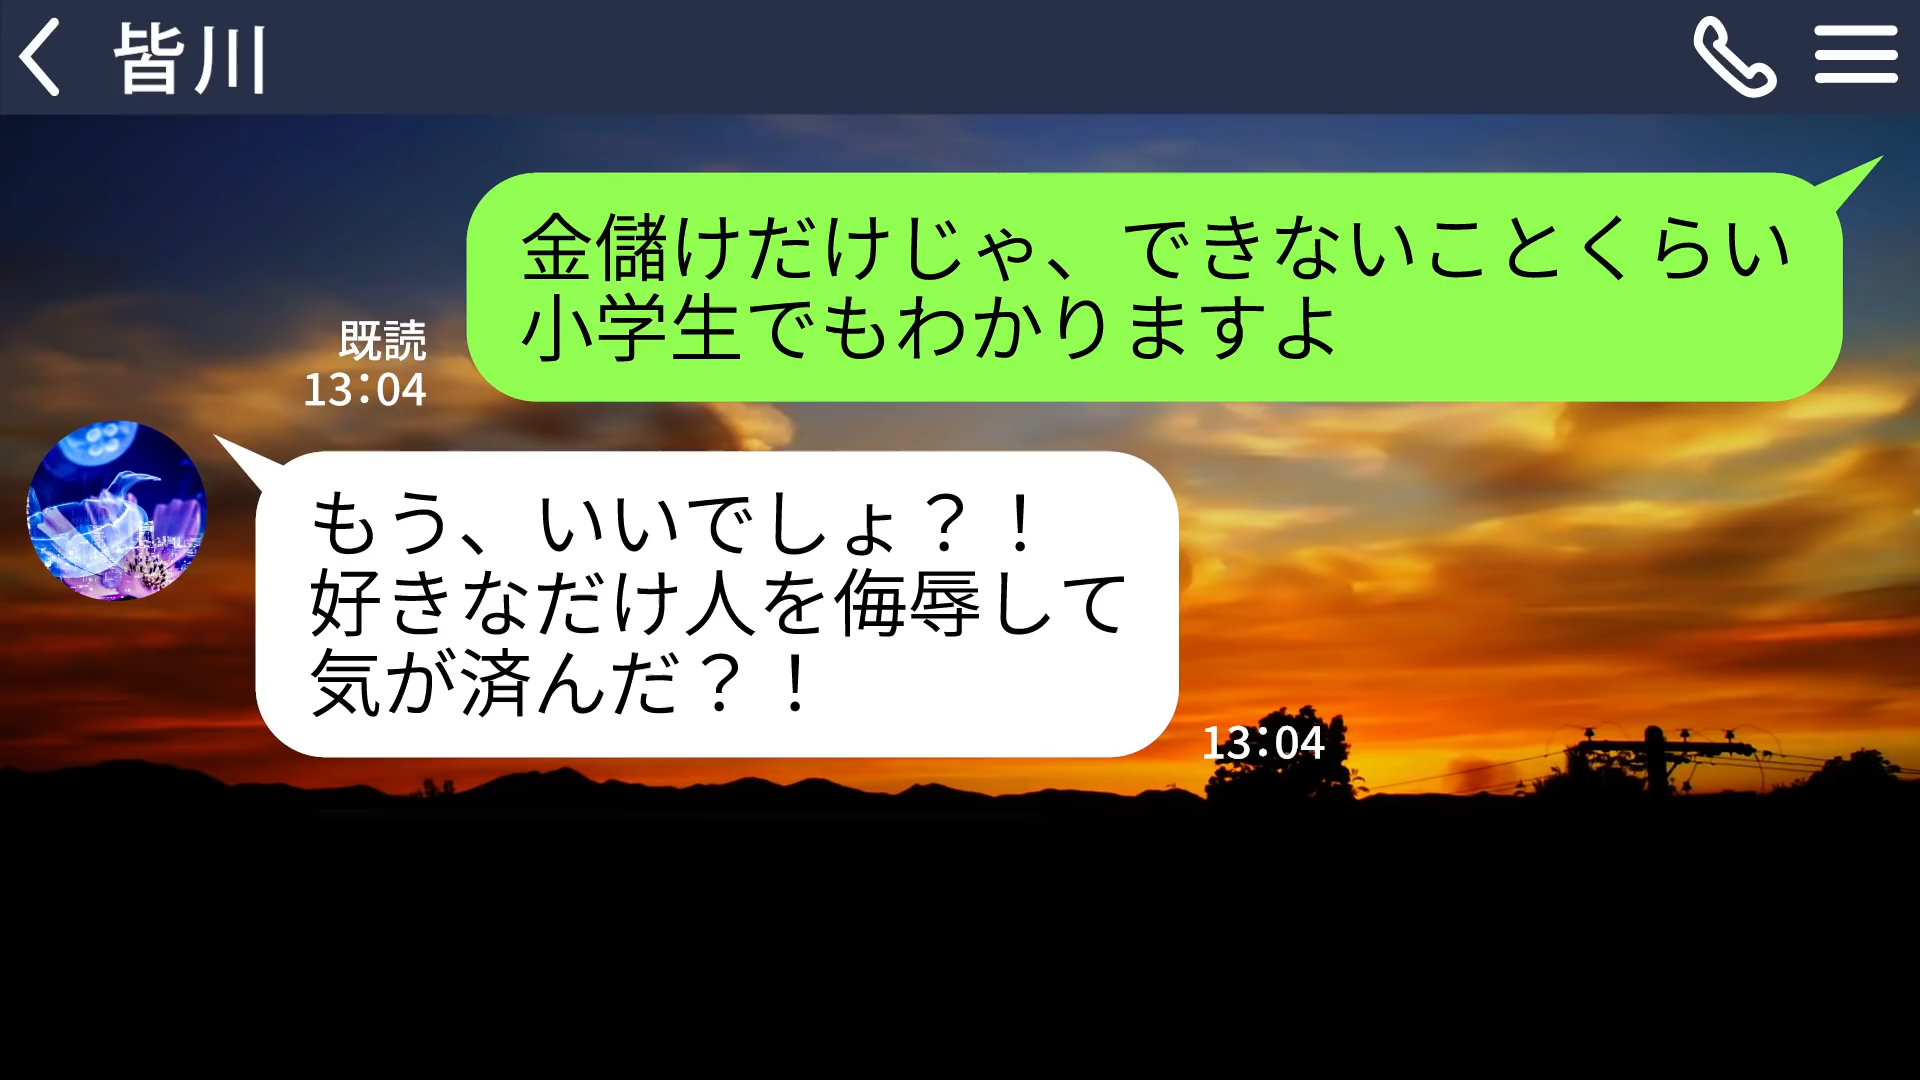 皆川
金儲けだけじゃ、できないことくらい
小学生でもわかりますよ
既読
13:04
もう、いいでしょ？！
好きなだけ人を侮辱して
気が済んだ？！
13:04